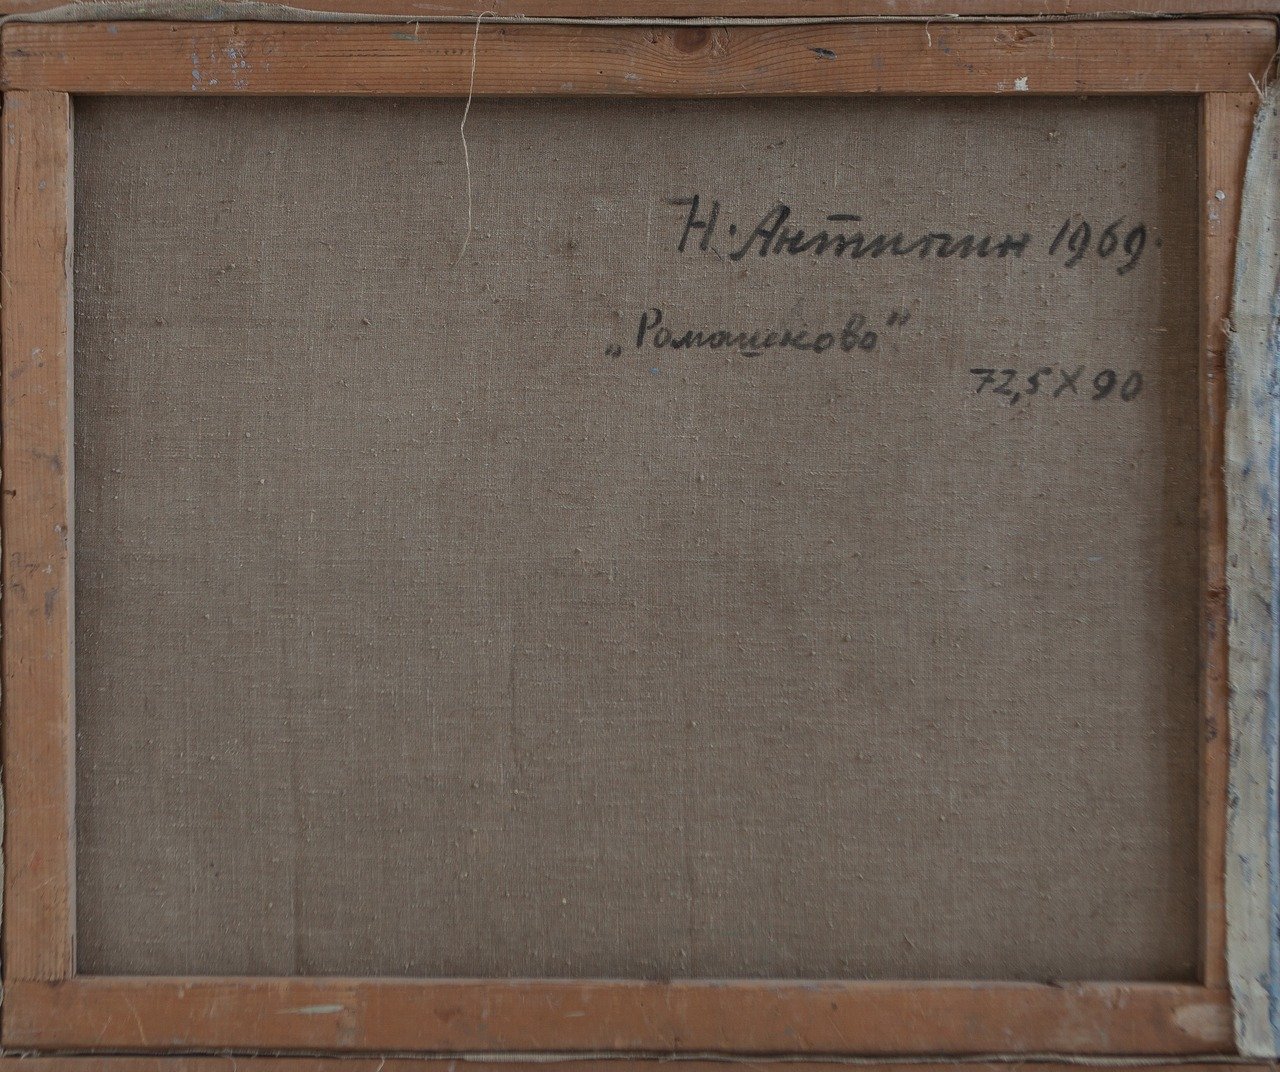 Н. Антипин 1969.
„Ромашково"
72,5 X 90